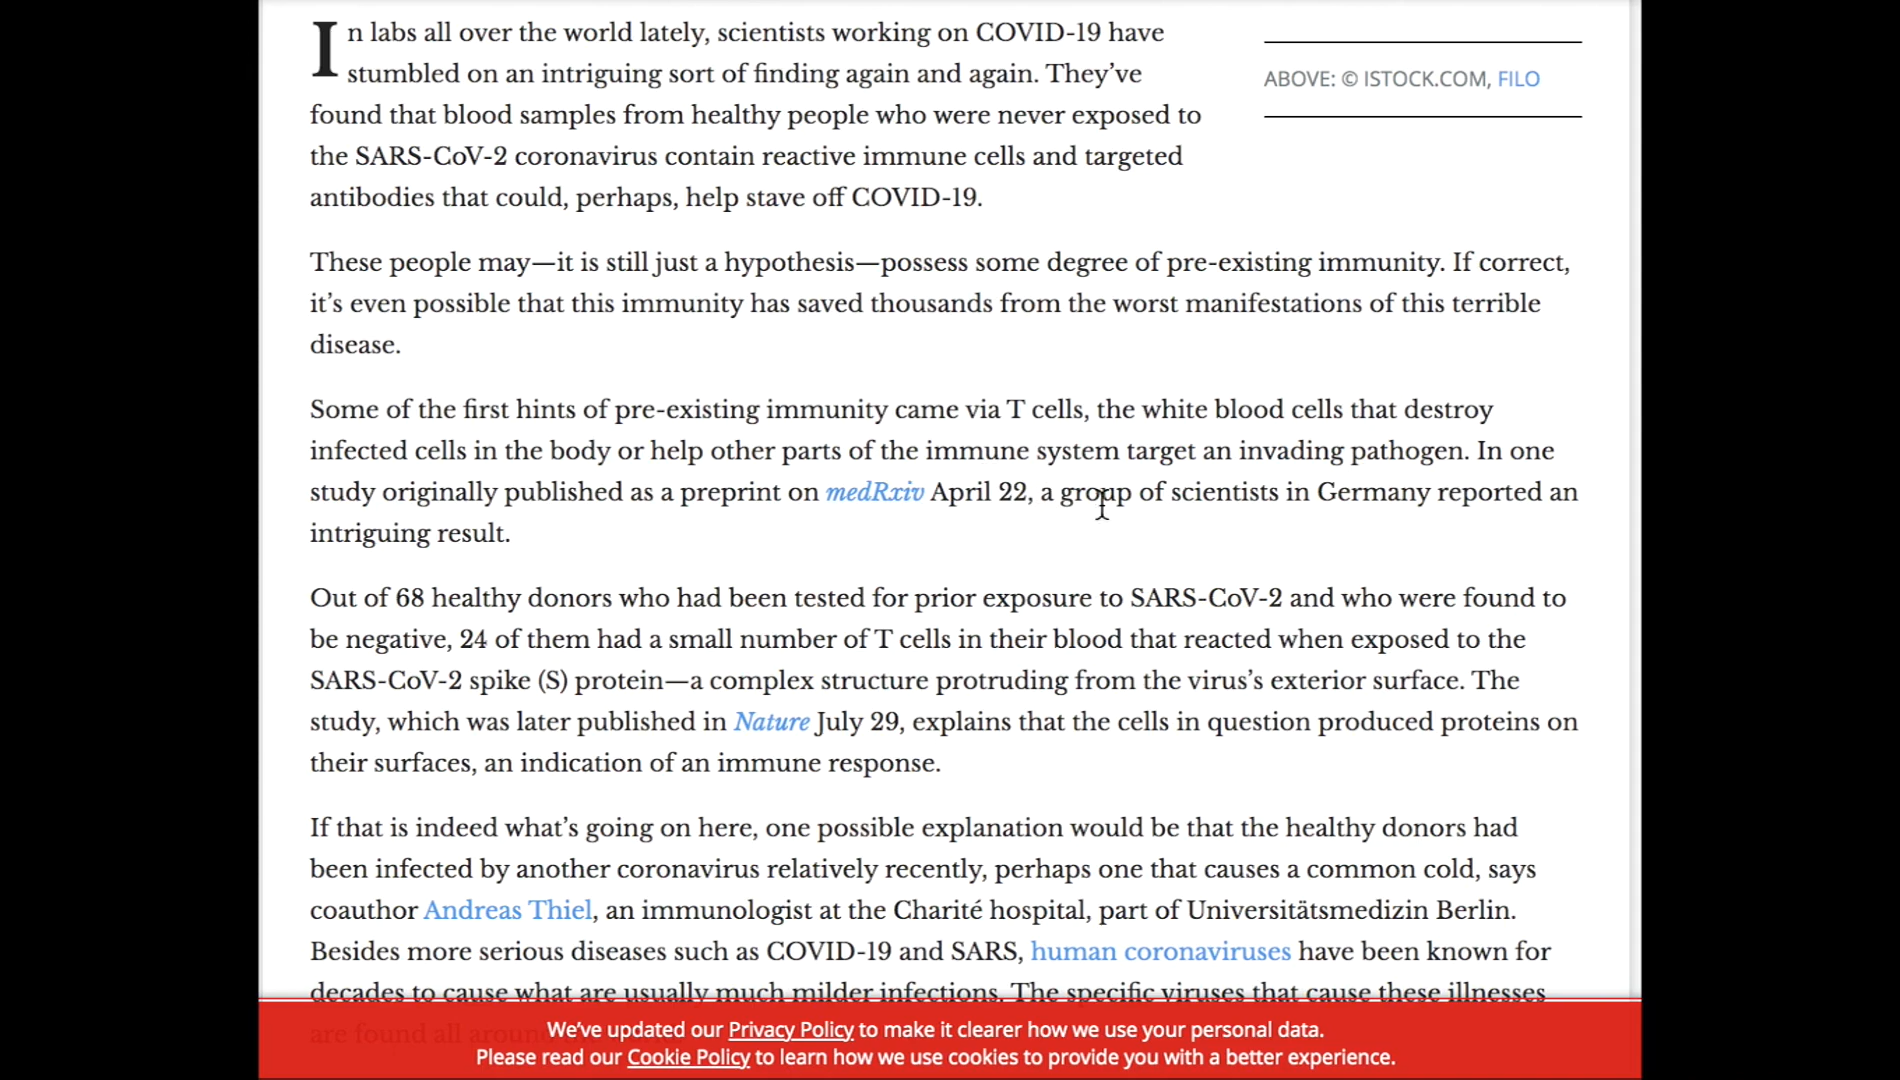 In labs all over the world lately, scientists working on COVID-19 have
stumbled on an intriguing sort of finding again and again. They’ve
found that blood samples from healthy people who were never exposed to
the SARS-CoV-2 coronavirus contain reactive immune cells and targeted
antibodies that could, perhaps, help stave off COVID-19.
ABOVE: © ISTOCK.COM, FILO
These people may—it is still just a hypothesis—possess some degree of pre-existing immunity. If correct,
it’s even possible that this immunity has saved thousands from the worst manifestations of this terrible
disease.
Some of the first hints of pre-existing immunity came via T cells, the white blood cells that destroy
infected cells in the body or help other parts of the immune system target an invading pathogen. In one
study originally published as a preprint on medRxiv April 22, a group of scientists in Germany reported an
intriguing result.
Out of 68 healthy donors who had been tested for prior exposure to SARS-CoV-2 and who were found to
be negative, 24 of them had a small number of T cells in their blood that reacted when exposed to the
SARS-CoV-2 spike (S) protein—a complex structure protruding from the virus’s exterior surface. The
study, which was later published in Nature July 29, explains that the cells in question produced proteins on
their surfaces, an indication of an immune response.
If that is indeed what’s going on here, one possible explanation would be that the healthy donors had
been infected by another coronavirus relatively recently, perhaps one that causes a common cold, says
coauthor Andreas Thiel, an immunologist at the Charité hospital, part of Universitätsmedizin Berlin.
Besides more serious diseases such as COVID-19 and SARS, human coronaviruses have been known for
decades to cause what are usually much milder infections. The specific viruses that cause these illnesses
are found all
We’ve updated our Privacy Policy to make it clearer how we use your personal data.
Please read our Cookie Policy to learn how we use cookies to provide you with a better experience.